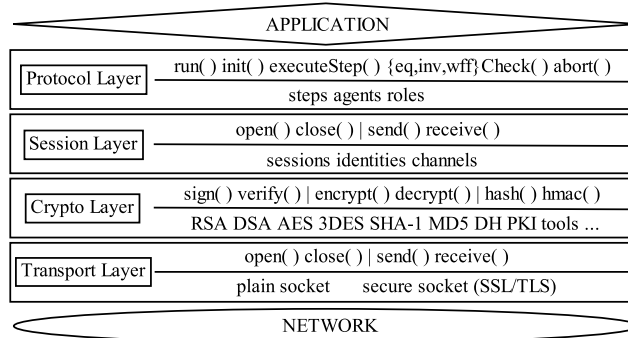 APPLICATION
Protocol Layer
run( ) init( ) executeStep( ) {eq,inv,wff}Check( ) abort( )
steps agents roles
Session Layer
open( ) close( ) | send( ) receive( )
sessions identities channels
Crypto Layer
sign( ) verify( ) | encrypt( ) decrypt( ) | hash( ) hmac( )
RSA DSA AES 3DES SHA-1 MD5 DH PKI tools ...
Transport Layer
open( ) close( ) | send( ) receive( )
plain socket secure socket (SSL/TLS)
NETWORK